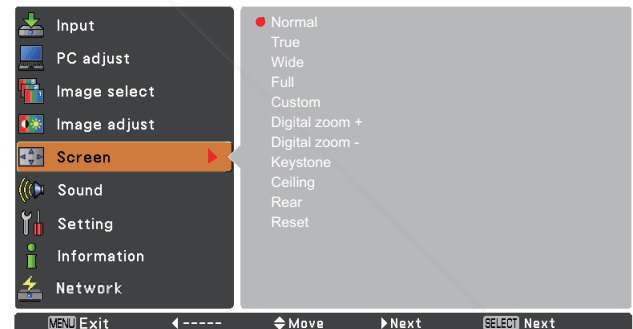 Input
PC adjust
Image select
Image adjust
Screen
Sound
Setting
Information
Network
Normal
True
Wide
Full
Custom
Digital zoom +
Digital zoom -
Keystone
Ceiling
Rear
Reset
MENU Exit ◀ ----- Move ▶ Next SELECT Next